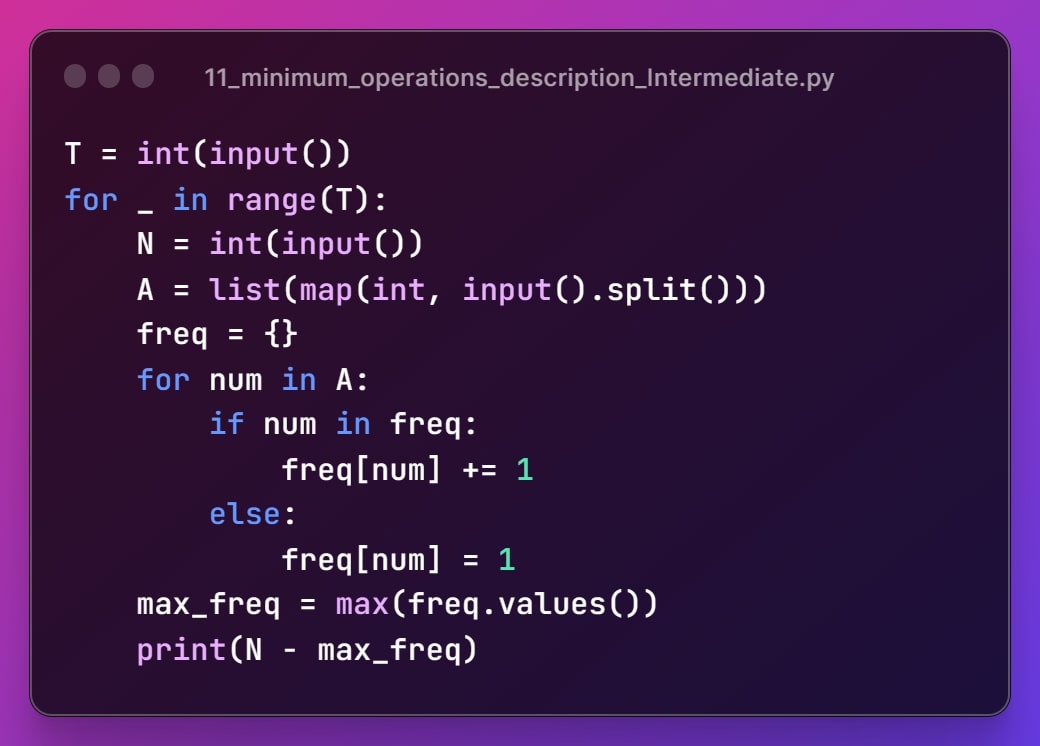 11_minimum_operations_description_Intermediate.py
T = int(input())
for _ in range(T):
    N = int(input())
    A = list(map(int, input().split()))
    freq = {}
    for num in A:
        if num in freq:
            freq[num] += 1
        else:
            freq[num] = 1
    max_freq = max(freq.values())
    print(N - max_freq)